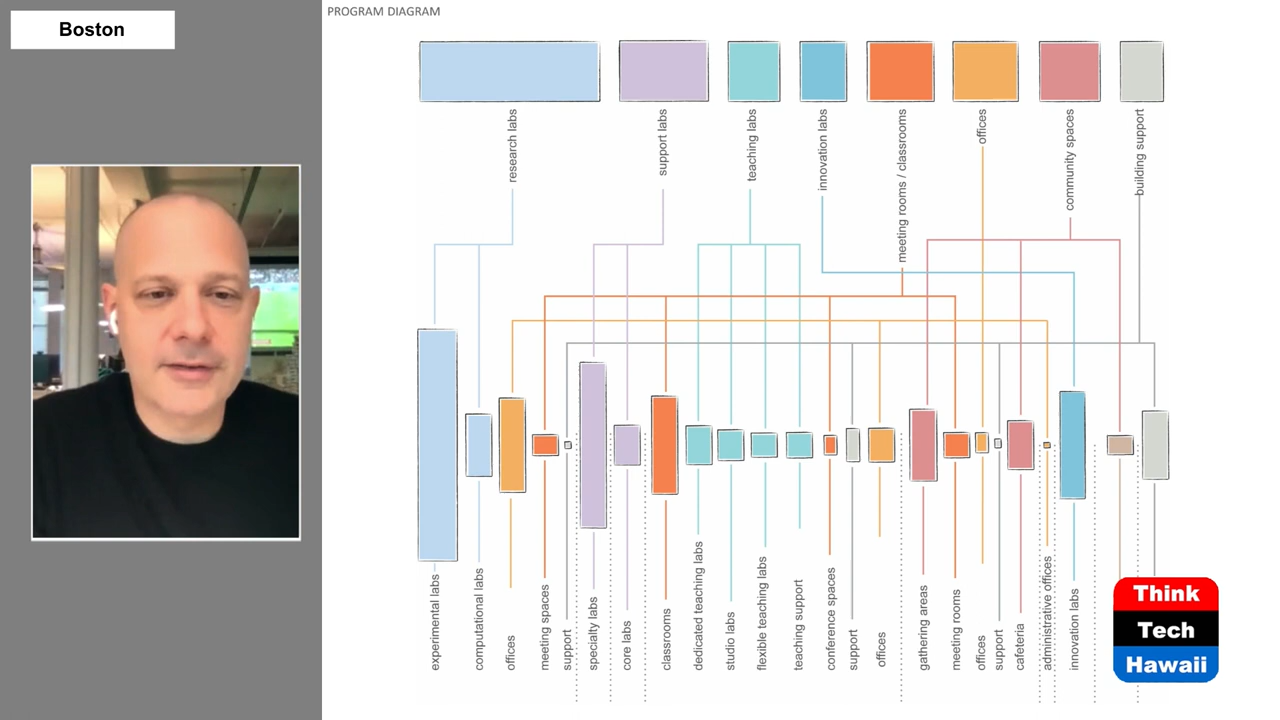 Boston
PROGRAM DIAGRAM
research labs
support labs
teaching labs
innovation labs
meeting rooms / classrooms
offices
community spaces
building support
experimental labs
computational labs
offices
meeting spaces
support
specialty labs
core labs
classrooms
dedicated teaching labs
studio labs
flexible teaching labs
teaching support
conference spaces
support
offices
gathering areas
meeting rooms
offices
support
cafeteria
administrative offices
innovation labs
Think
Tech
Hawaii